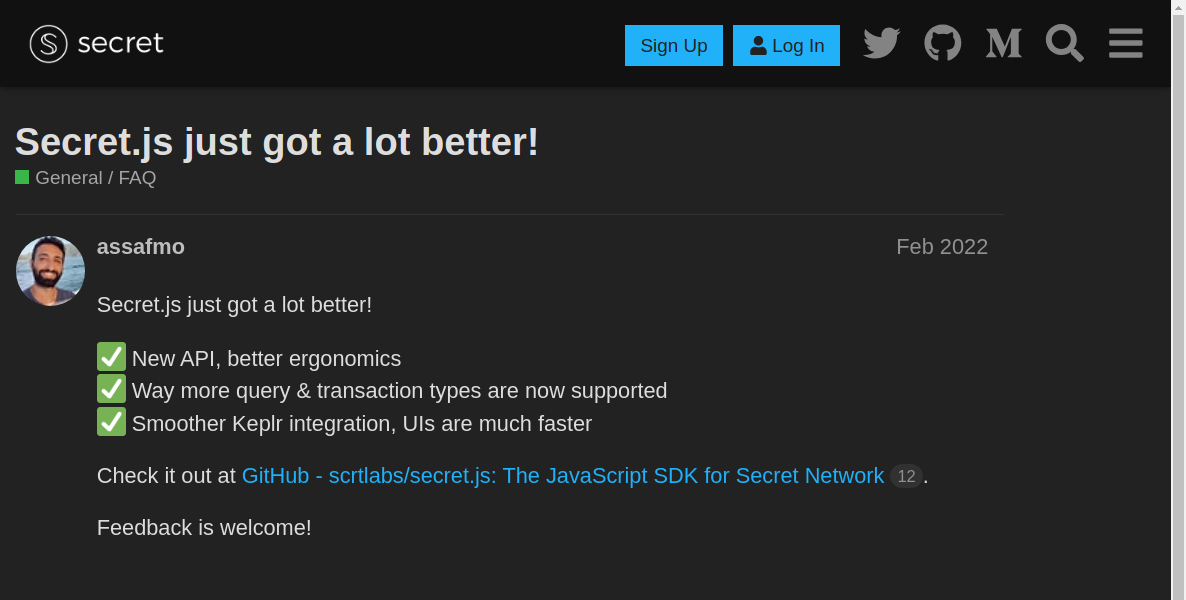 secret
Sign Up
Log In
Secret.js just got a lot better!
General / FAQ
assafmo
Feb 2022
Secret.js just got a lot better!
✅ New API, better ergonomics
✅ Way more query & transaction types are now supported
✅ Smoother Keplr integration, UIs are much faster
Check it out at GitHub - scrtlabs/secret.js: The JavaScript SDK for Secret Network 12.
Feedback is welcome!